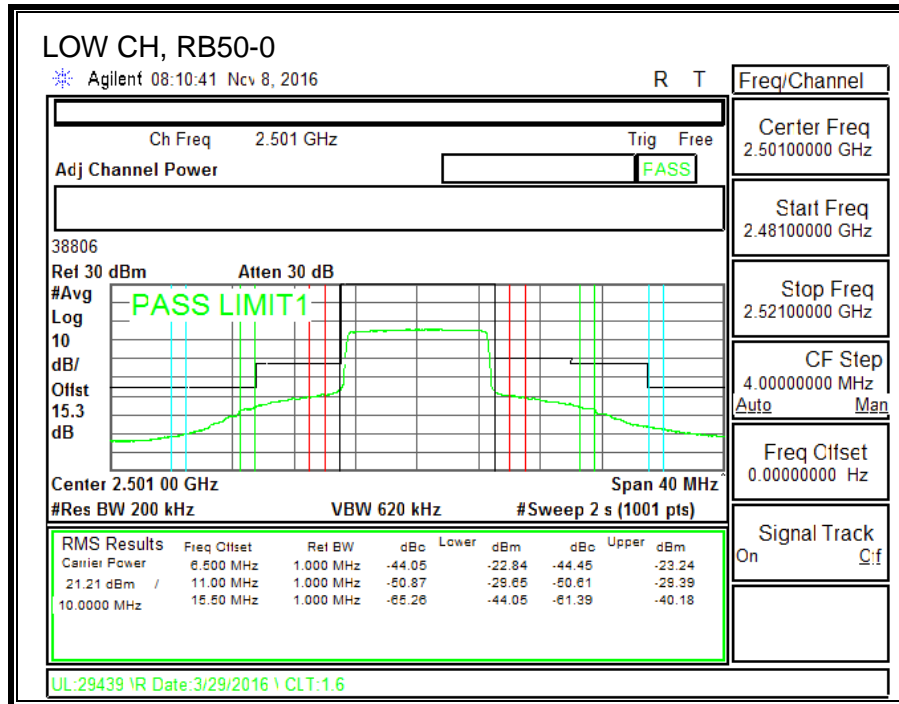 LOW CH, RB50-0
Agilent 08:10:41 Nov 8, 2016 R T
Freq/Channel
Ch Freq 2.501 GHz Trig Free
Adj Channel Power PASS
Center Freq
2.50100000 GHz
Start Freq
2.48100000 GHz
Stop Freq
2.52100000 GHz
CF Step
4.00000000 MHz
Auto Man
Freq Offset
0.00000000 Hz
Signal Track
On Off
38806
Ref 30 dBm Atten 30 dB
#Avg
Log
10
dB/
Offst
15.3
dB
PASS LIMIT1
Center 2.501 00 GHz Span 40 MHz
#Res BW 200 kHz VBW 620 kHz #Sweep 2 s (1001 pts)
RMS Results Freq Offset Ref BW dBc Lower dBm dBc Upper dBm
Carrier Power 6.500 MHz 1.000 MHz -44.05 -22.84 -44.45 -23.24
21.21 dBm / 11.00 MHz 1.000 MHz -50.87 -29.65 -50.61 -29.39
10.0000 MHz 15.50 MHz 1.000 MHz -65.26 -44.05 -61.39 -40.18
UL:29439 \R Date:3/29/2016 \ CLT:1.6